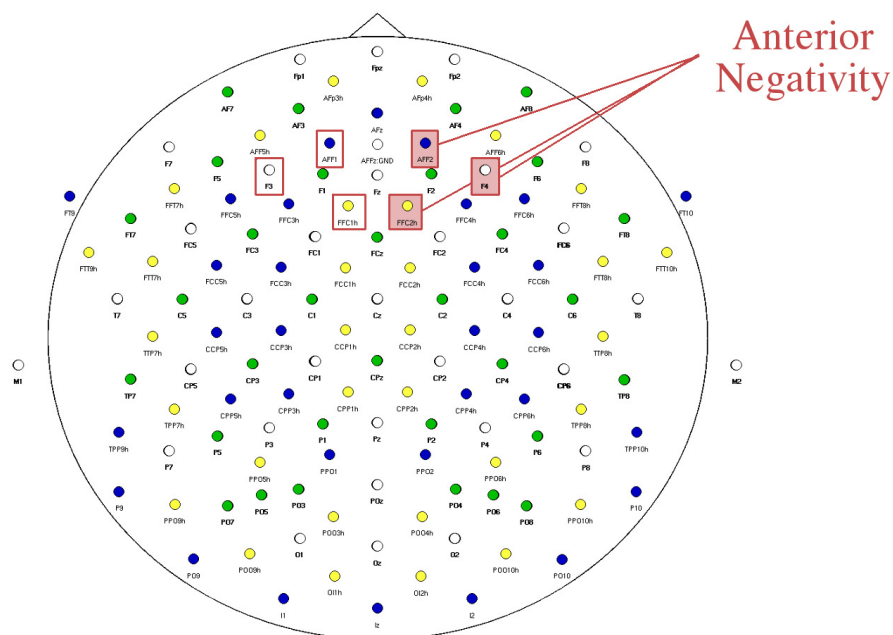 Anterior
Negativity
Fp1 Fpz Fp2
AF7 AFp3h AFp4h AF8
AF3 AFz AF4
AFF5h AFF1 AFFz:GND AFF2 AFF6h
F7 F8
F5 F3 F1 Fz F2 F4 F6
FT9 FFT7h FFC5h FFC3h FFC1h FFC2h FFC4h FFC6h FFT8h FT10
FT7 FC5 FC3 FC1 FCz FC2 FC4 FC6 FT8
FTT9h FTT7h FCC5h FCC3h FCC1h FCC2h FCC4h FCC6h FTT8h FTT10h
T7 C5 C3 C1 Cz C2 C4 C6 T8
TTP7h CCP5h CCP3h CCP1h CCP2h CCP4h CCP6h TTP8h
M1 M2
TP7 CP5 CP3 CP1 CPz CP2 CP4 CP6 TP8
TPP7h CPP5h CPP3h CPP1h CPP2h CPP4h CPP6h TPP8h
TPP9h P5 P3 P1 Pz P2 P4 P6 TPP10h
P7 PPO1 PPO2 P8
PPO5h PPO6h
P9 PO3 POz PO4 P10
PPO9h PO7 PO5 PO6 PO8 PPO10h
POO3h POO4h
O1 Oz O2
PO9 POO9h POO10h PO10
OI1h OI2h
I1 Iz I2